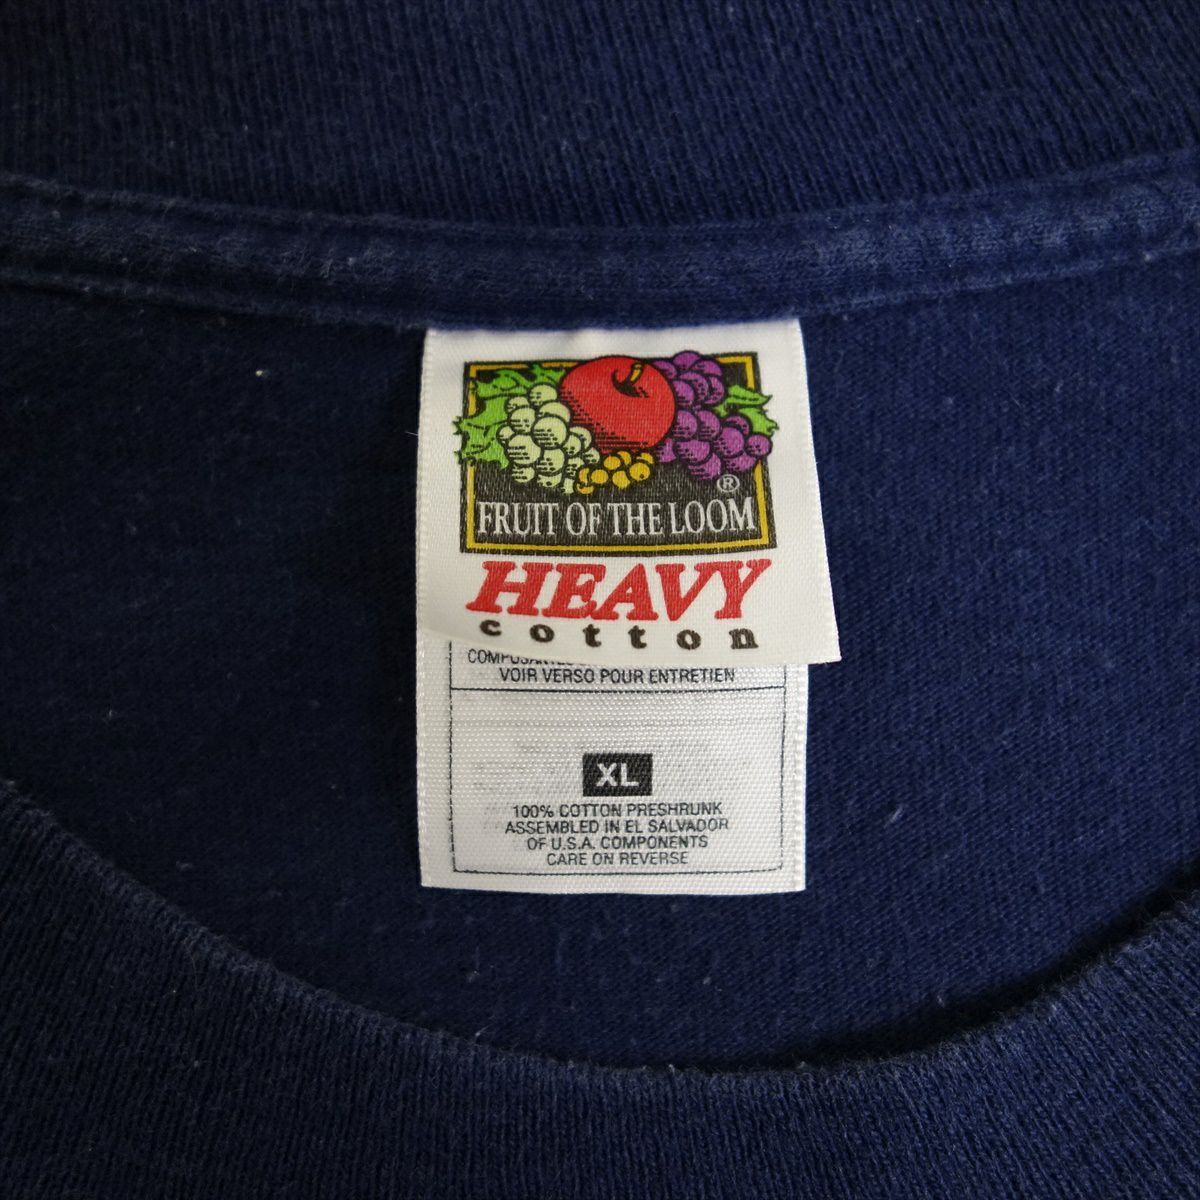 ®
FRUIT OF THE LOOM
HEAVY
cotton
VOIR VERSO POUR ENTRETIEN
XL
100% COTTON PRESHRUNK
ASSEMBLED IN EL SALVADOR
OF U.S.A. COMPONENTS
CARE ON REVERSE